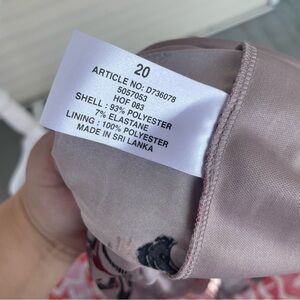 20
ARTICLE NO: D736078
5057053
HOF 083
SHELL : 93% POLYESTER
7% ELASTANE
LINING : 100% POLYESTER
MADE IN SRI LANKA